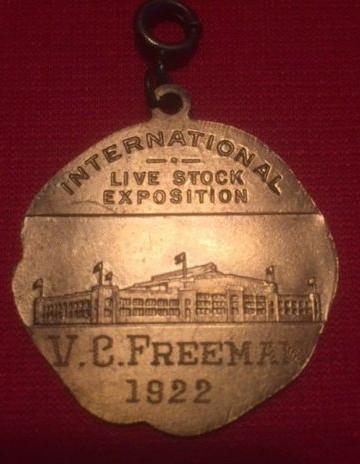 INTERNATIONAL
LIVE STOCK
EXPOSITION
V.C. FREEMAN
1922